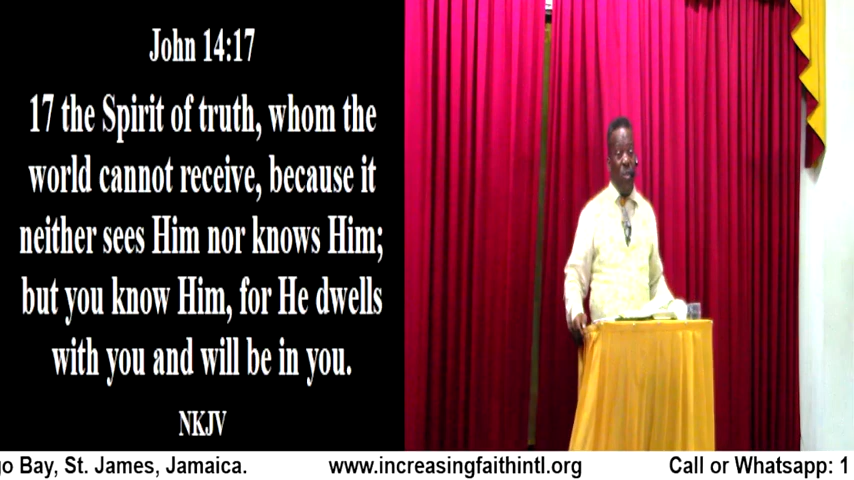 John 14:17
17 the Spirit of truth, whom the
world cannot receive, because it
neither sees Him nor knows Him;
but you know Him, for He dwells
with you and will be in you.
NKJV
go Bay, St. James, Jamaica. www.increasingfaithintl.org Call or Whatsapp: 1